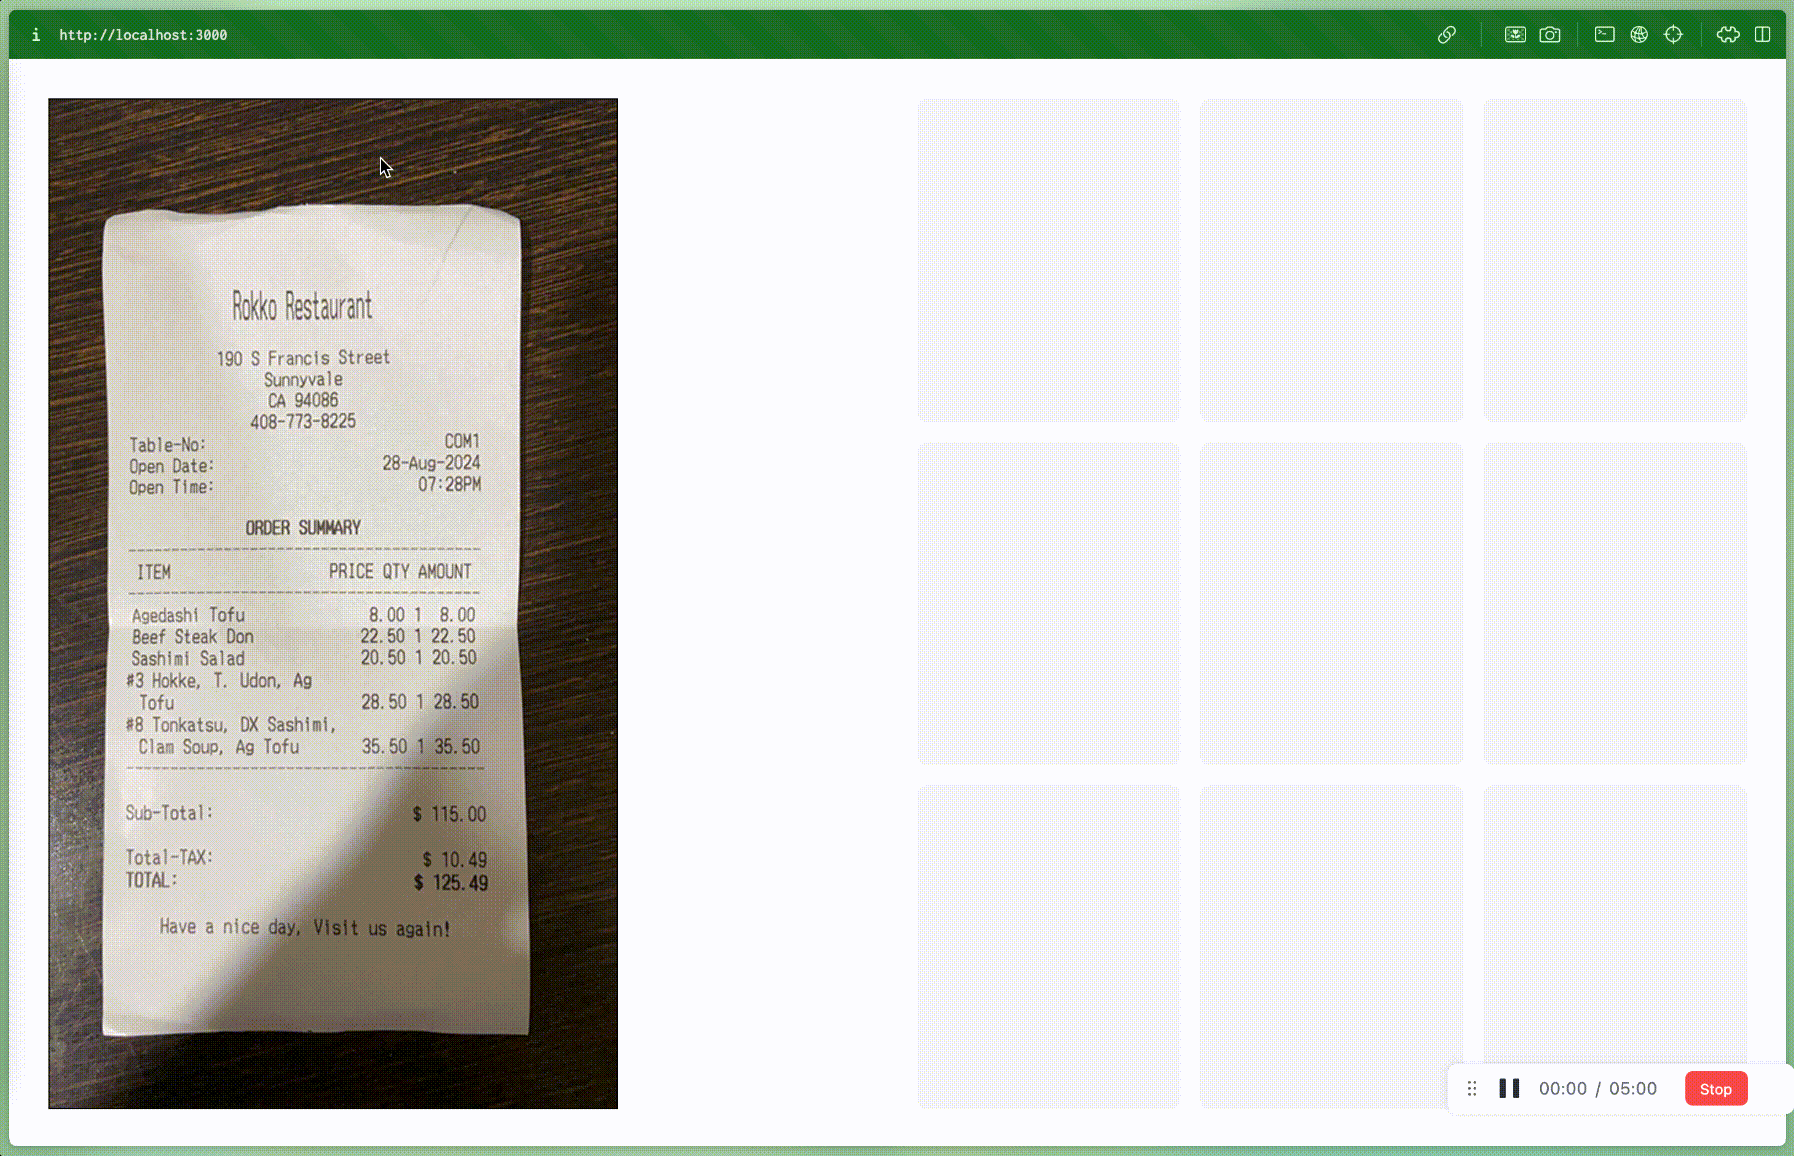 i http://localhost:3000
Rokko Restaurant
190 S Francis Street
Sunnyvale
CA 94086
408-773-8225
Table-No: COM1
Open Date: 28-Aug-2024
Open Time: 07:28PM
ORDER SUMMARY
ITEM PRICE QTY AMOUNT
Agedashi Tofu 8.00 1 8.00
Beef Steak Don 22.50 1 22.50
Sashimi Salad 20.50 1 20.50
#3 Hokke, T. Udon, Ag
Tofu 28.50 1 28.50
#8 Tonkatsu, DX Sashimi,
Clam Soup, Ag Tofu 35.50 1 35.50
Sub-Total: $ 115.00
Total-TAX: $ 10.49
TOTAL: $ 125.49
Have a nice day, Visit us again!
00:00 / 05:00 Stop